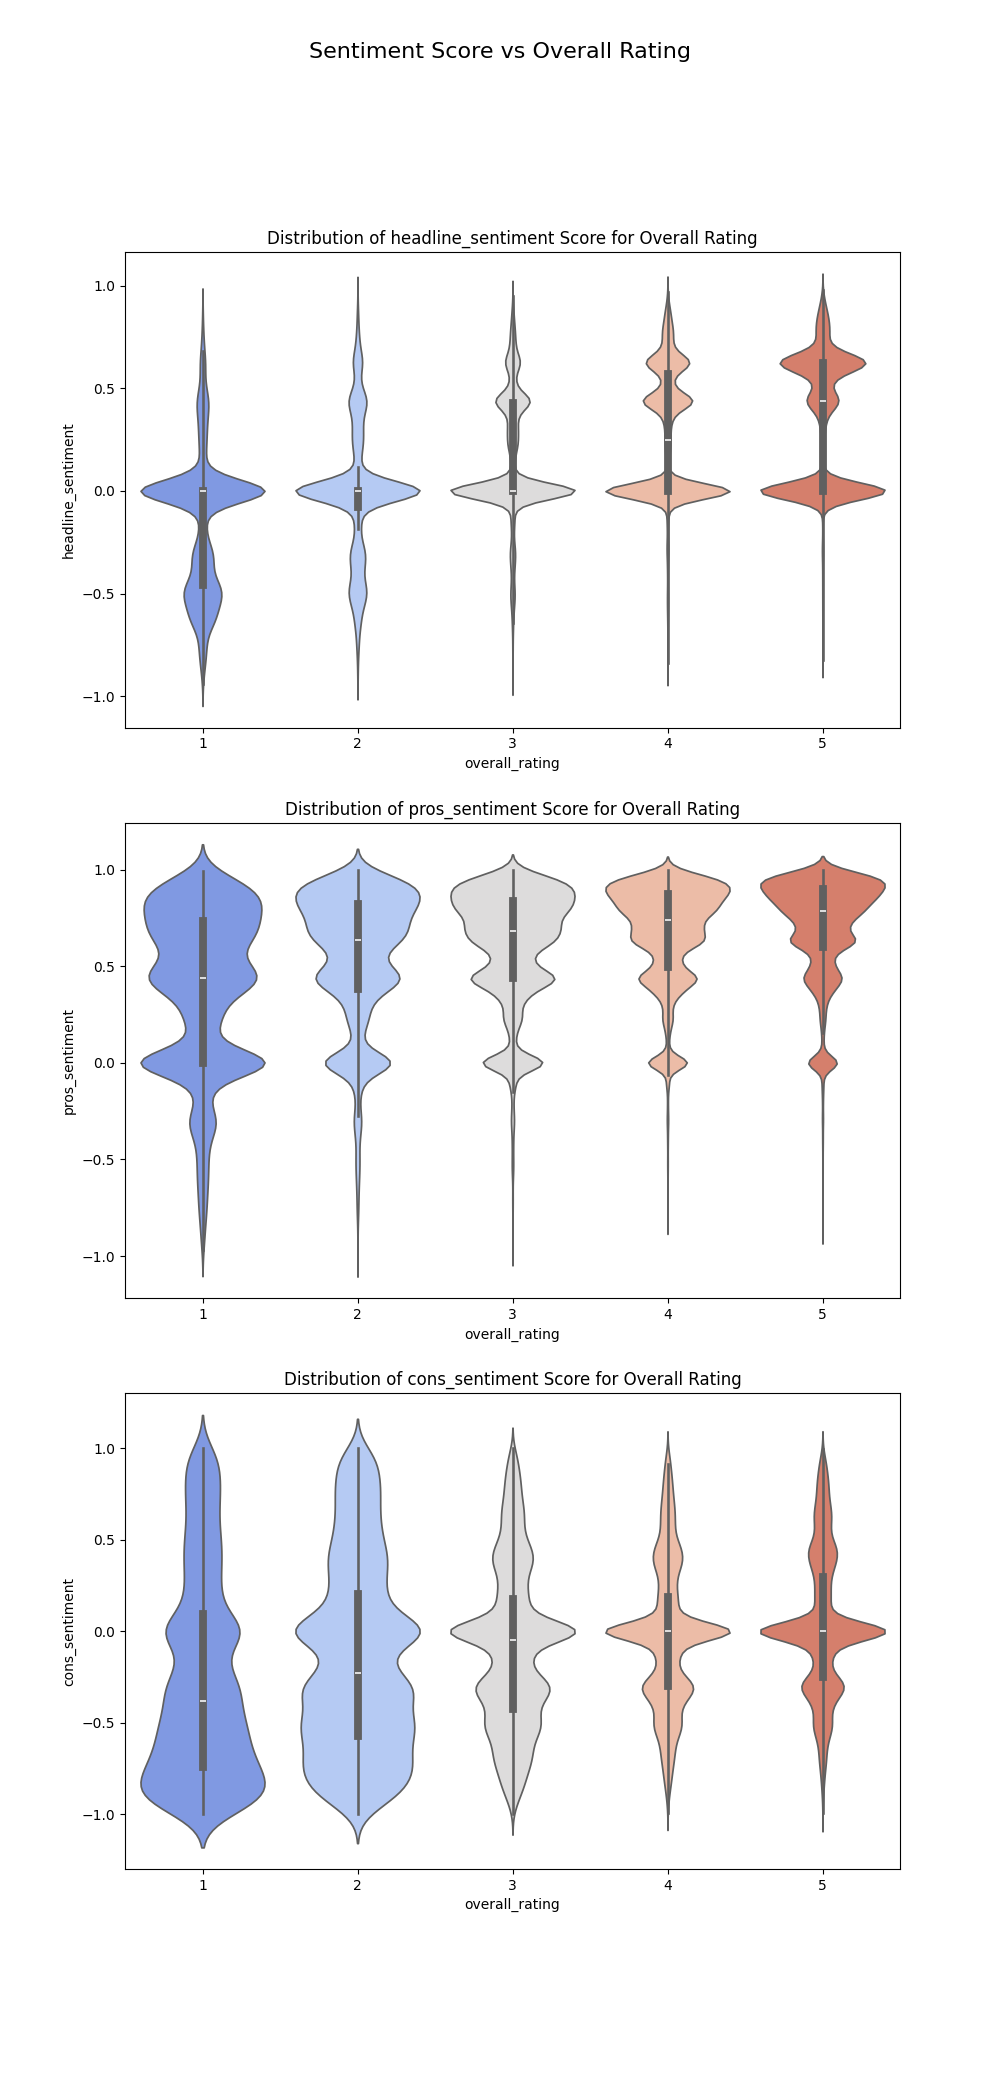 Sentiment Score vs Overall Rating
Distribution of headline_sentiment Score for Overall Rating
headline_sentiment
1.0
0.5
0.0
−0.5
−1.0
1 2 3 4 5
overall_rating
Distribution of pros_sentiment Score for Overall Rating
pros_sentiment
1.0
0.5
0.0
−0.5
−1.0
1 2 3 4 5
overall_rating
Distribution of cons_sentiment Score for Overall Rating
cons_sentiment
1.0
0.5
0.0
−0.5
−1.0
1 2 3 4 5
overall_rating